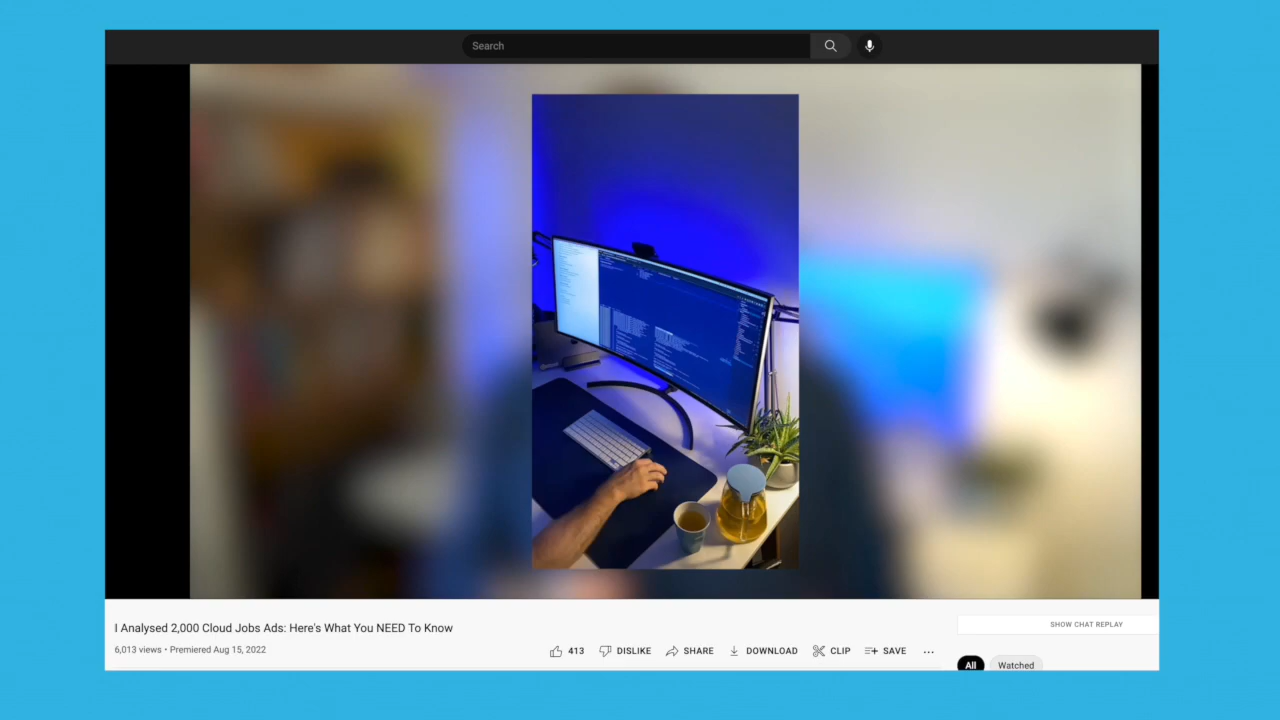 Search
I Analysed 2,000 Cloud Jobs Ads: Here's What You NEED To Know
6,013 views • Premiered Aug 15, 2022
413 DISLIKE SHARE DOWNLOAD CLIP SAVE ...
SHOW CHAT REPLAY
All Watched